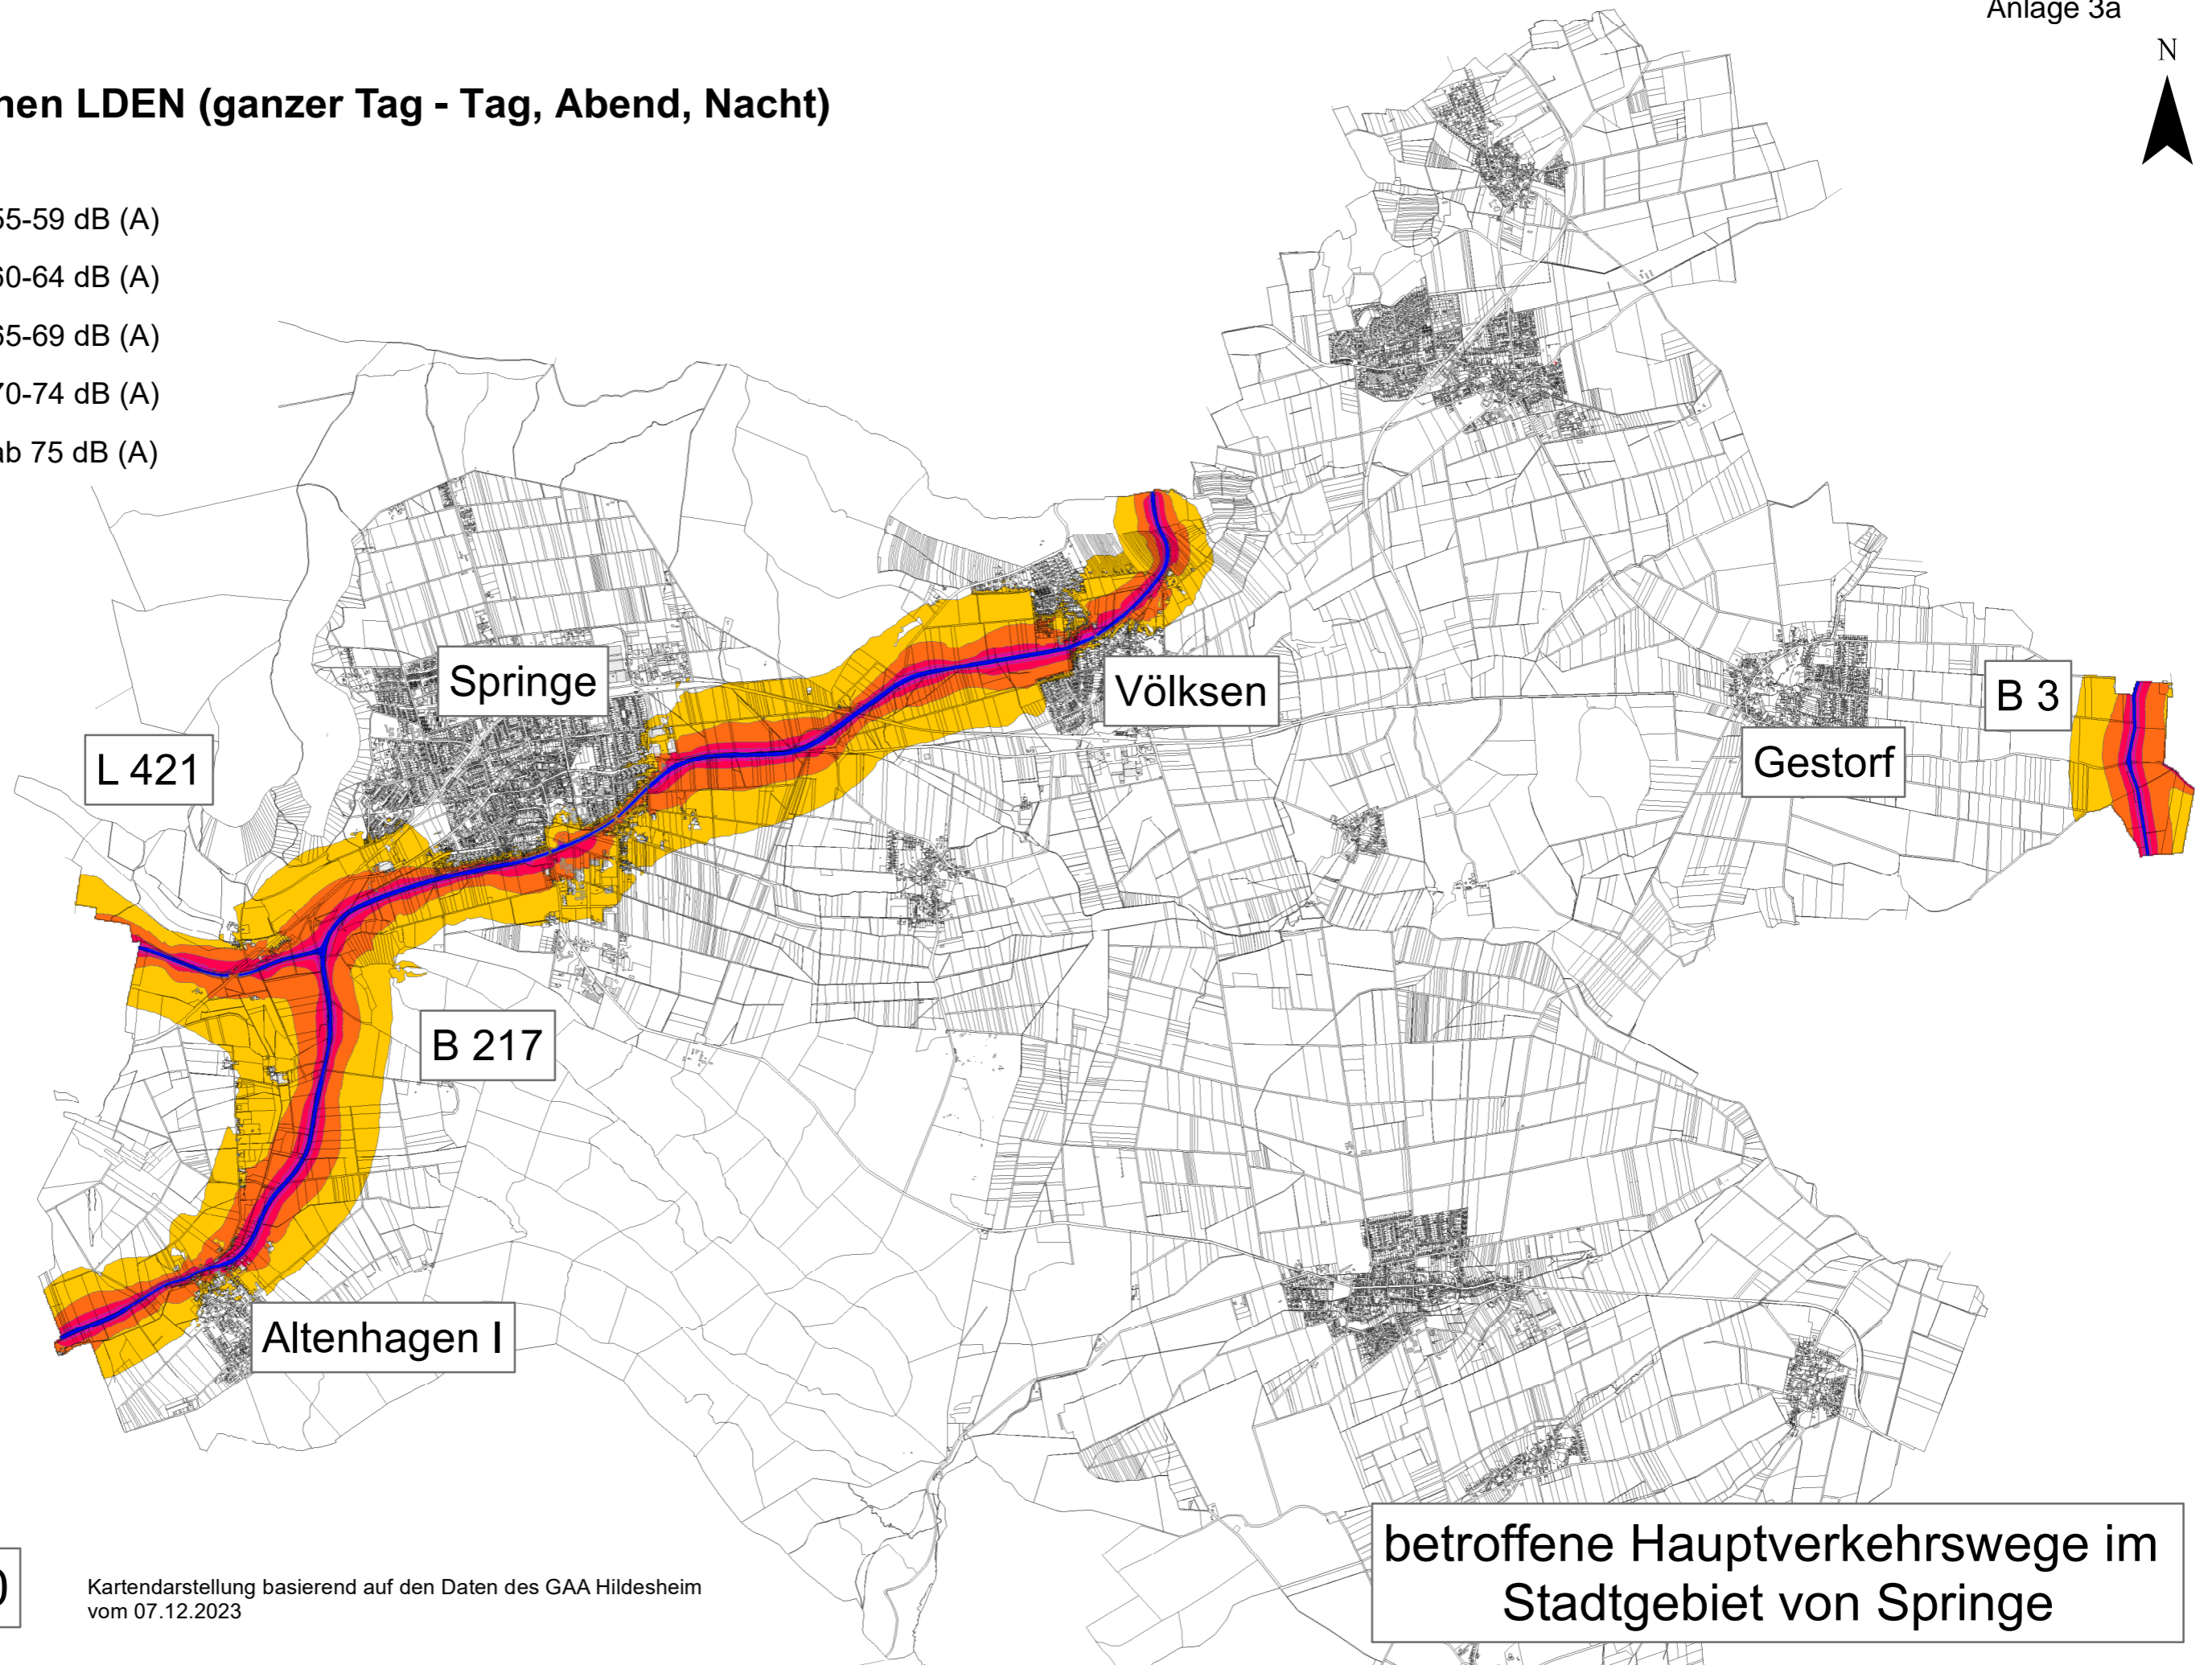 Anlage 3a
N
nen LDEN (ganzer Tag - Tag, Abend, Nacht)
55-59 dB (A)
60-64 dB (A)
65-69 dB (A)
70-74 dB (A)
ab 75 dB (A)
Springe
Völksen
B 3
L 421
Gestorf
B 217
Altenhagen I
betroffene Hauptverkehrswege im
Stadtgebiet von Springe
0
Kartendarstellung basierend auf den Daten des GAA Hildesheim
vom 07.12.2023